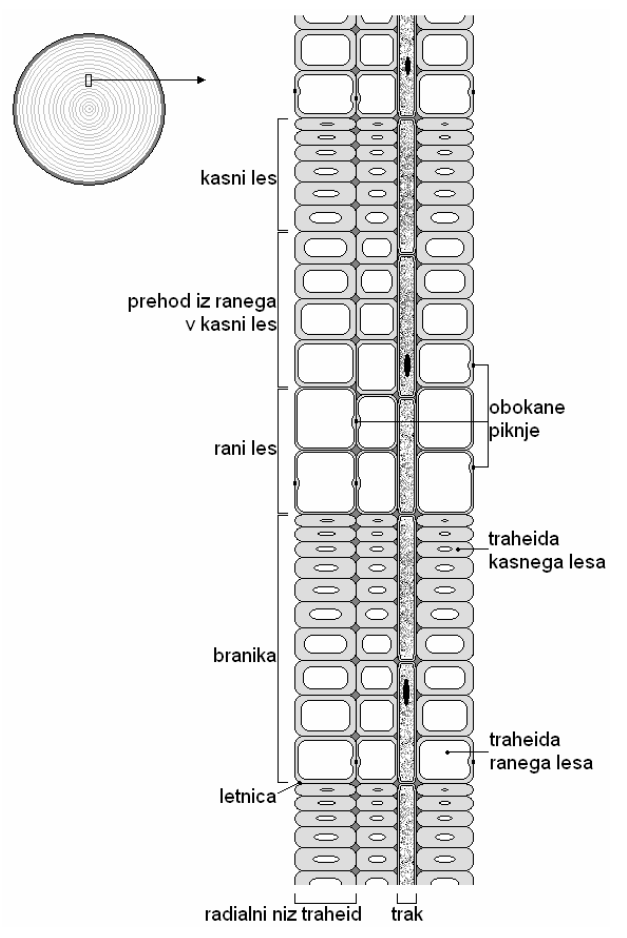 kasni les
prehod iz ranega
v kasni les
obokane
piknje
rani les
traheida
kasnega lesa
branika
traheida
ranega lesa
letnica
radialni niz traheid
trak